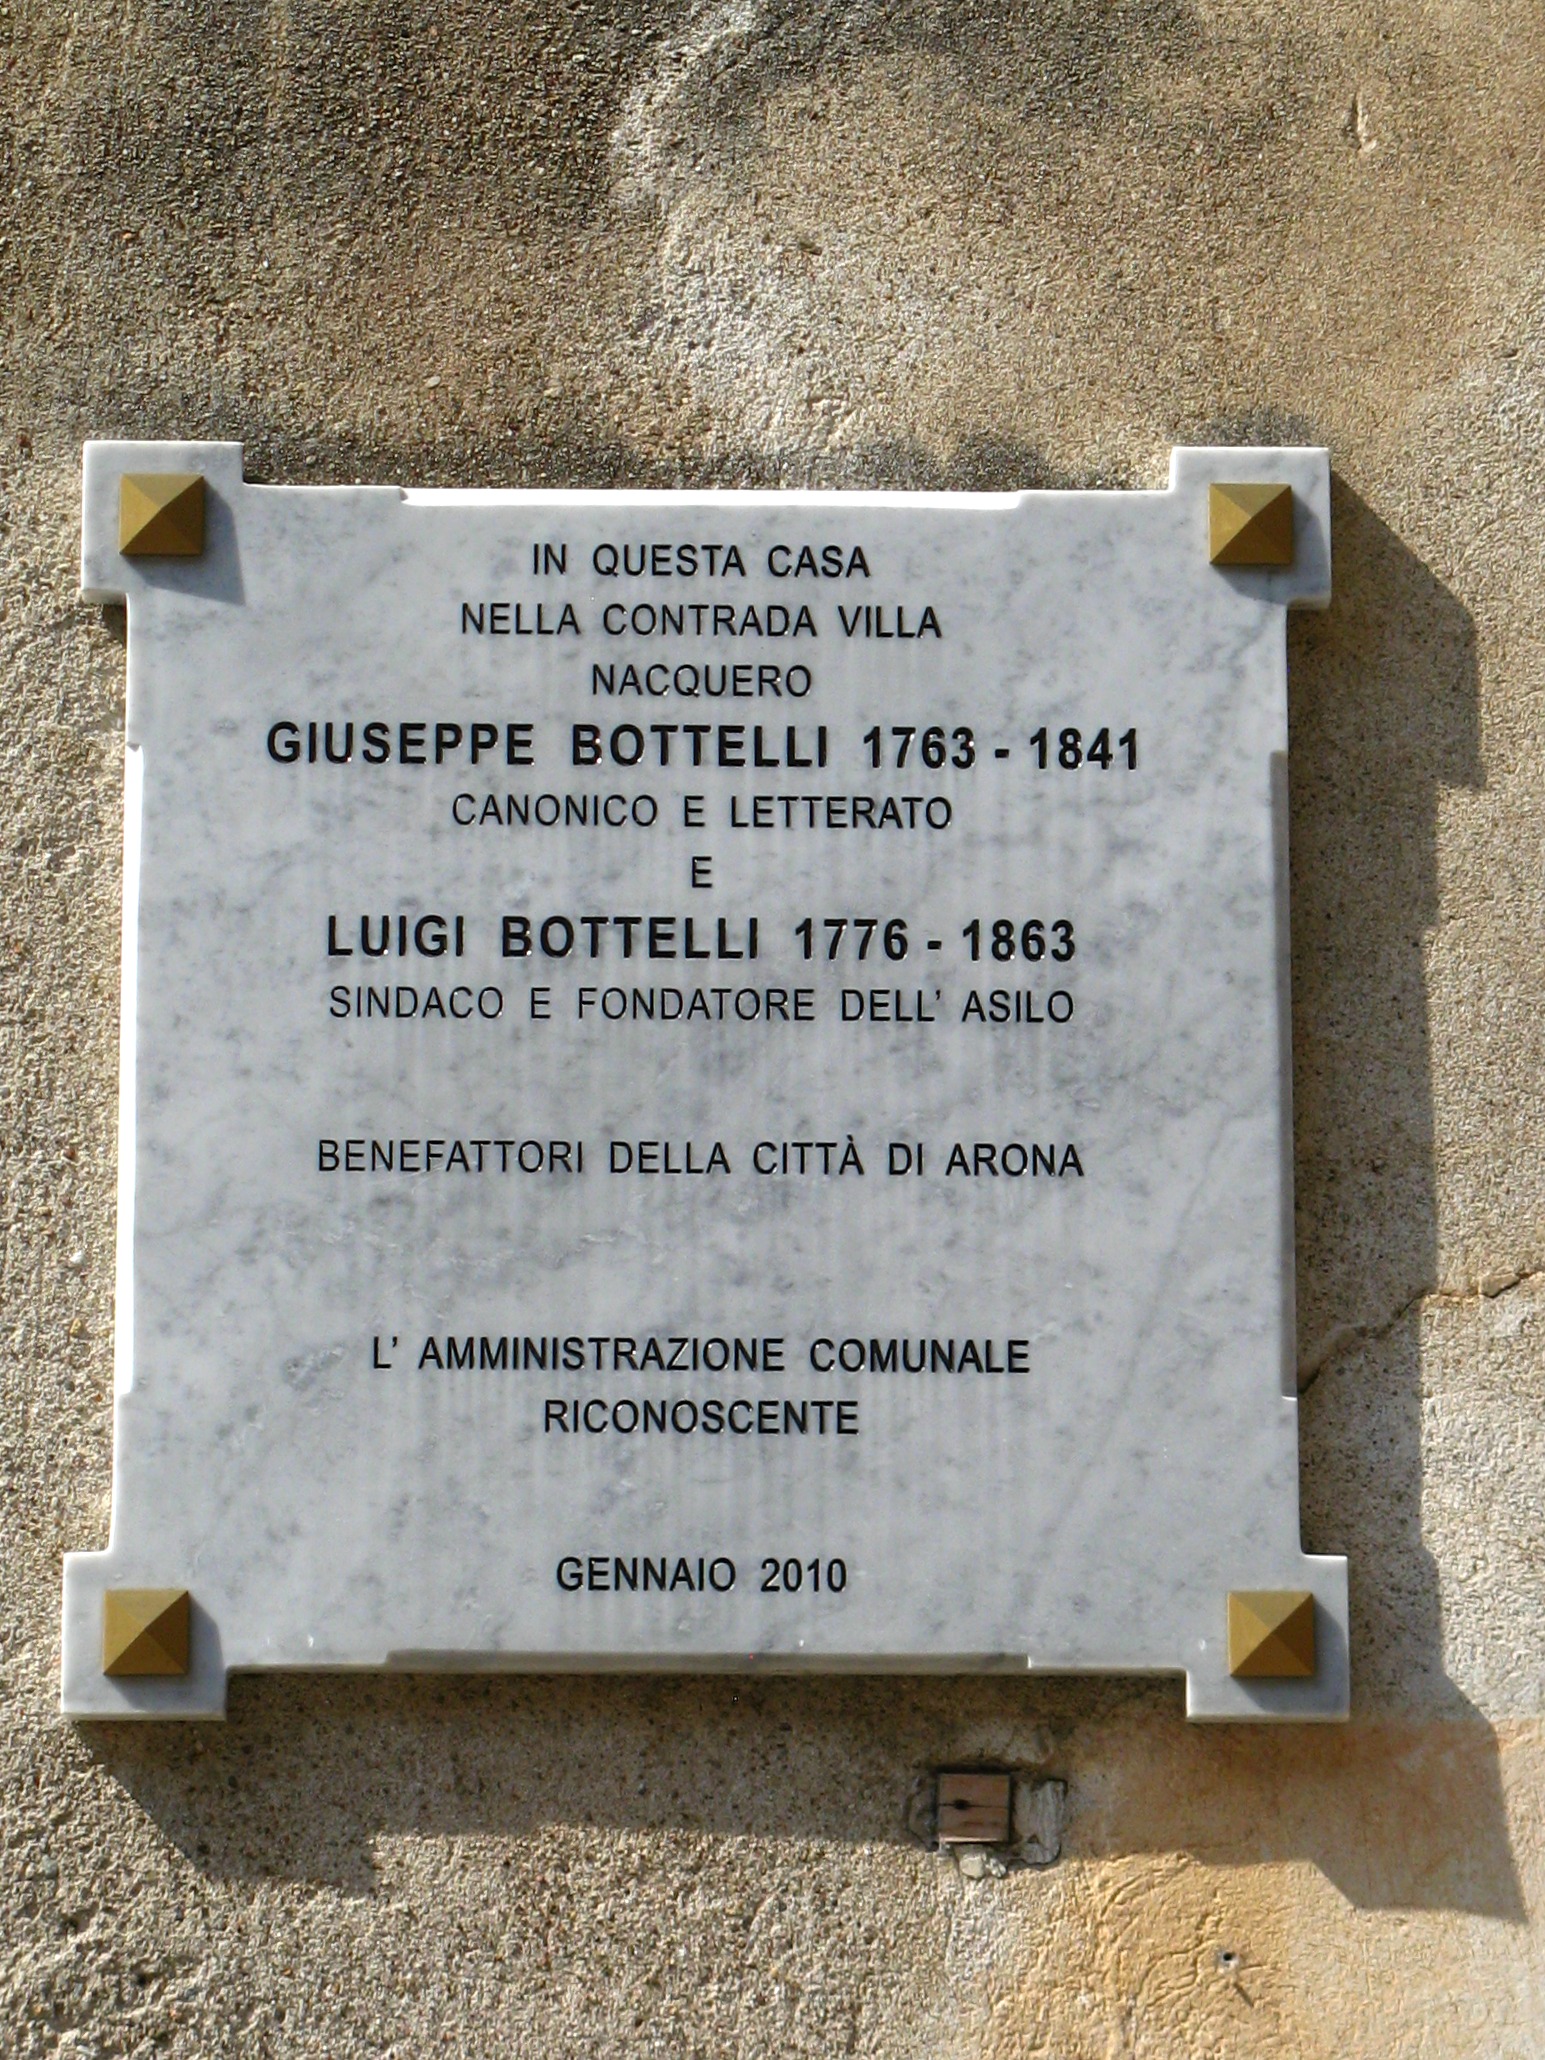 IN QUESTA CASA
NELLA CONTRADA VILLA
NACQUERO
GIUSEPPE BOTTELLI 1763 - 1841
CANONICO E LETTERATO
E
LUIGI BOTTELLI 1776 - 1863
SINDACO E FONDATORE DELL' ASILO
BENEFATTORI DELLA CITTÀ DI ARONA
L' AMMINISTRAZIONE COMUNALE
RICONOSCENTE
GENNAIO 2010